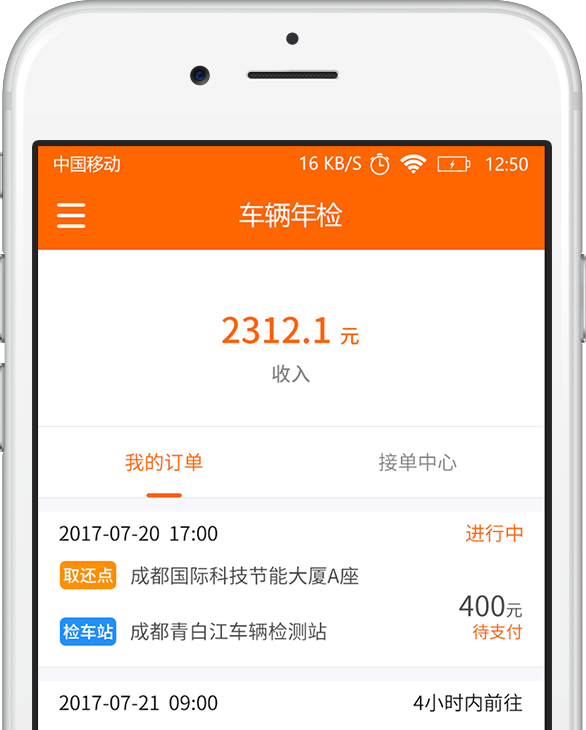 中国移动 16 KB/S 12:50
车辆年检
2312.1 元
收入
我的订单 接单中心
2017-07-20 17:00 进行中
取还点 成都国际科技节能大厦A座
400元
检车站 成都青白江车辆检测站 待支付
2017-07-21 09:00 4小时内前往